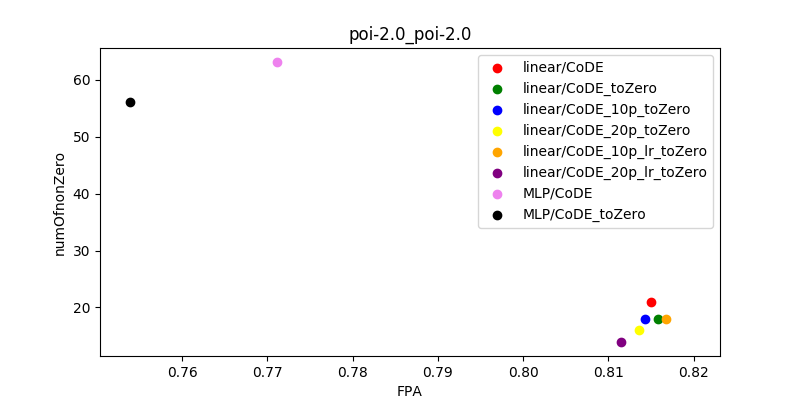 poi-2.0_poi-2.0
numOfnonZero
60
50
40
30
20
linear/CoDE
linear/CoDE_toZero
linear/CoDE_10p_toZero
linear/CoDE_20p_toZero
linear/CoDE_10p_lr_toZero
linear/CoDE_20p_lr_toZero
MLP/CoDE
MLP/CoDE_toZero
0.76 0.77 0.78 0.79 0.80 0.81 0.82
FPA